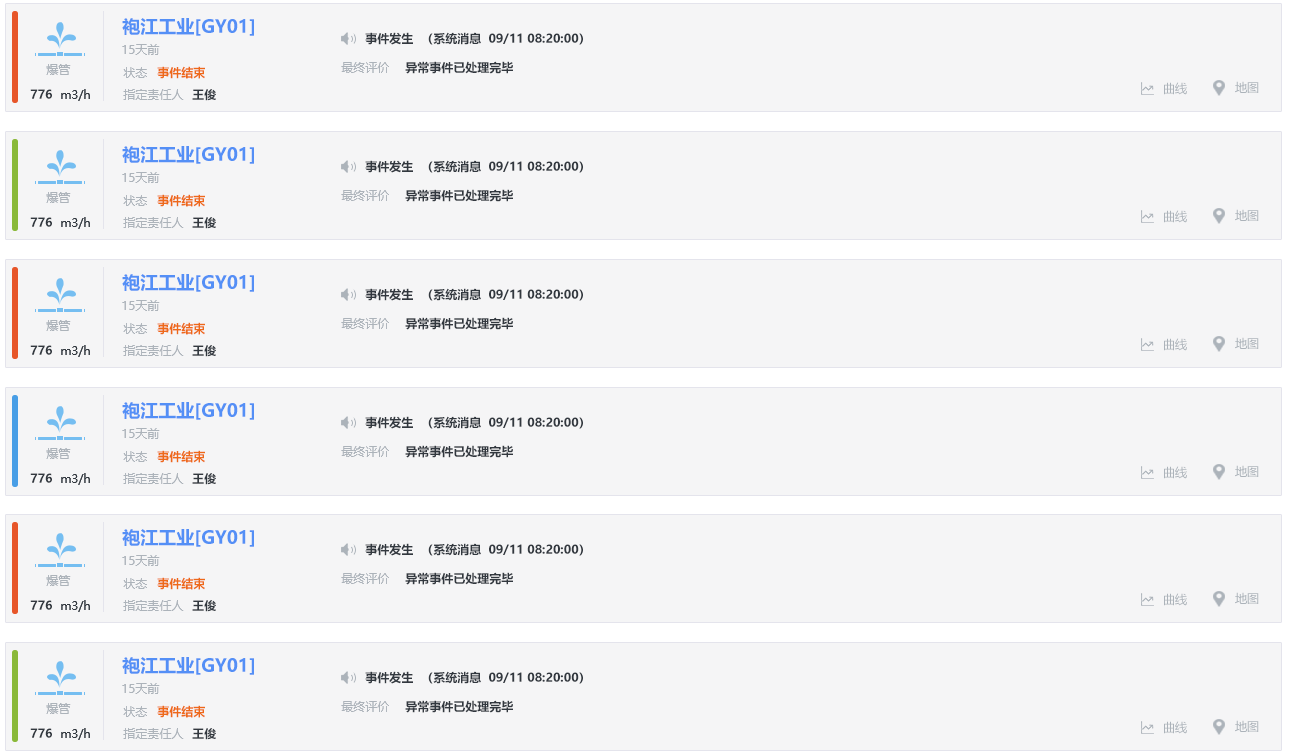 袍江工业[GY01]
15天前
爆管
776 m3/h
状态 事件结束
指定责任人 王俊
事件发生 (系统消息 09/11 08:20:00)
最终评价 异常事件已处理完毕
曲线 地图
袍江工业[GY01]
15天前
爆管
776 m3/h
状态 事件结束
指定责任人 王俊
事件发生 (系统消息 09/11 08:20:00)
最终评价 异常事件已处理完毕
曲线 地图
袍江工业[GY01]
15天前
爆管
776 m3/h
状态 事件结束
指定责任人 王俊
事件发生 (系统消息 09/11 08:20:00)
最终评价 异常事件已处理完毕
曲线 地图
袍江工业[GY01]
15天前
爆管
776 m3/h
状态 事件结束
指定责任人 王俊
事件发生 (系统消息 09/11 08:20:00)
最终评价 异常事件已处理完毕
曲线 地图
袍江工业[GY01]
15天前
爆管
776 m3/h
状态 事件结束
指定责任人 王俊
事件发生 (系统消息 09/11 08:20:00)
最终评价 异常事件已处理完毕
曲线 地图
袍江工业[GY01]
15天前
爆管
776 m3/h
状态 事件结束
指定责任人 王俊
事件发生 (系统消息 09/11 08:20:00)
最终评价 异常事件已处理完毕
曲线 地图